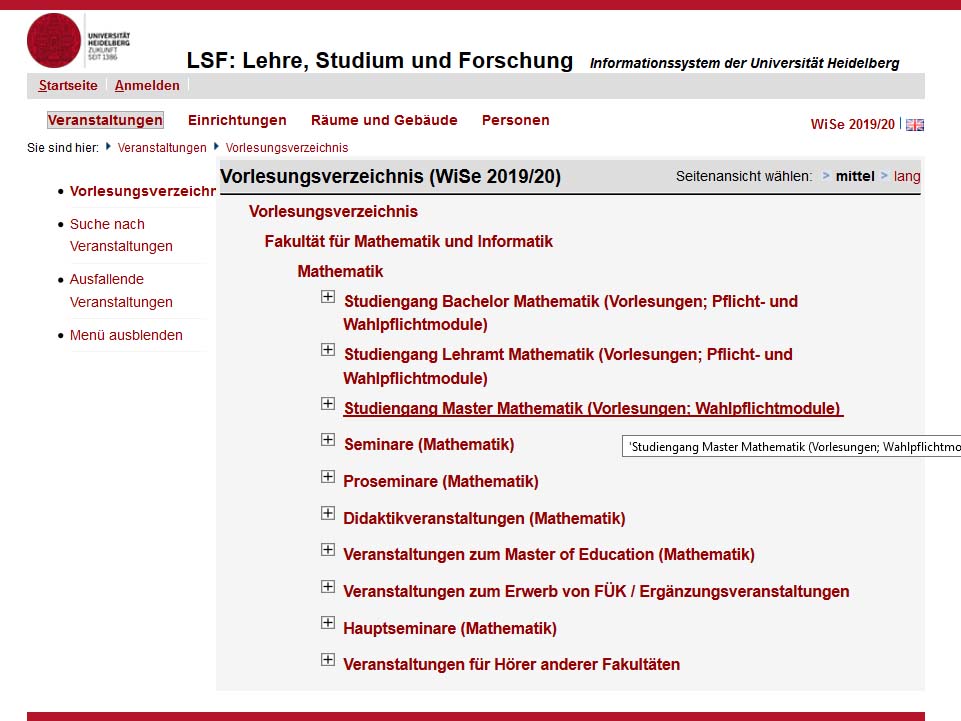 UNIVERSITÄT
HEIDELBERG
ZUKUNFT
SEIT 1386
LSF: Lehre, Studium und Forschung Informationssystem der Universität Heidelberg
Startseite Anmelden
Veranstaltungen Einrichtungen Räume und Gebäude Personen
WiSe 2019/20
Sie sind hier: Veranstaltungen Vorlesungsverzeichnis
Vorlesungsverzeichr
Suche nach
Veranstaltungen
Ausfallende
Veranstaltungen
Menü ausblenden
Vorlesungsverzeichnis (WiSe 2019/20) Seitenansicht wählen: > mittel > lang
Vorlesungsverzeichnis
Fakultät für Mathematik und Informatik
Mathematik
Studiengang Bachelor Mathematik (Vorlesungen; Pflicht- und
Wahlpflichtmodule)
Studiengang Lehramt Mathematik (Vorlesungen; Pflicht- und
Wahlpflichtmodule)
Studiengang Master Mathematik (Vorlesungen; Wahlpflichtmodule)
Seminare (Mathematik)
'Studiengang Master Mathematik (Vorlesungen; Wahlpflichtmo
Proseminare (Mathematik)
Didaktikveranstaltungen (Mathematik)
Veranstaltungen zum Master of Education (Mathematik)
Veranstaltungen zum Erwerb von FÜK / Ergänzungsveranstaltungen
Hauptseminare (Mathematik)
Veranstaltungen für Hörer anderer Fakultäten